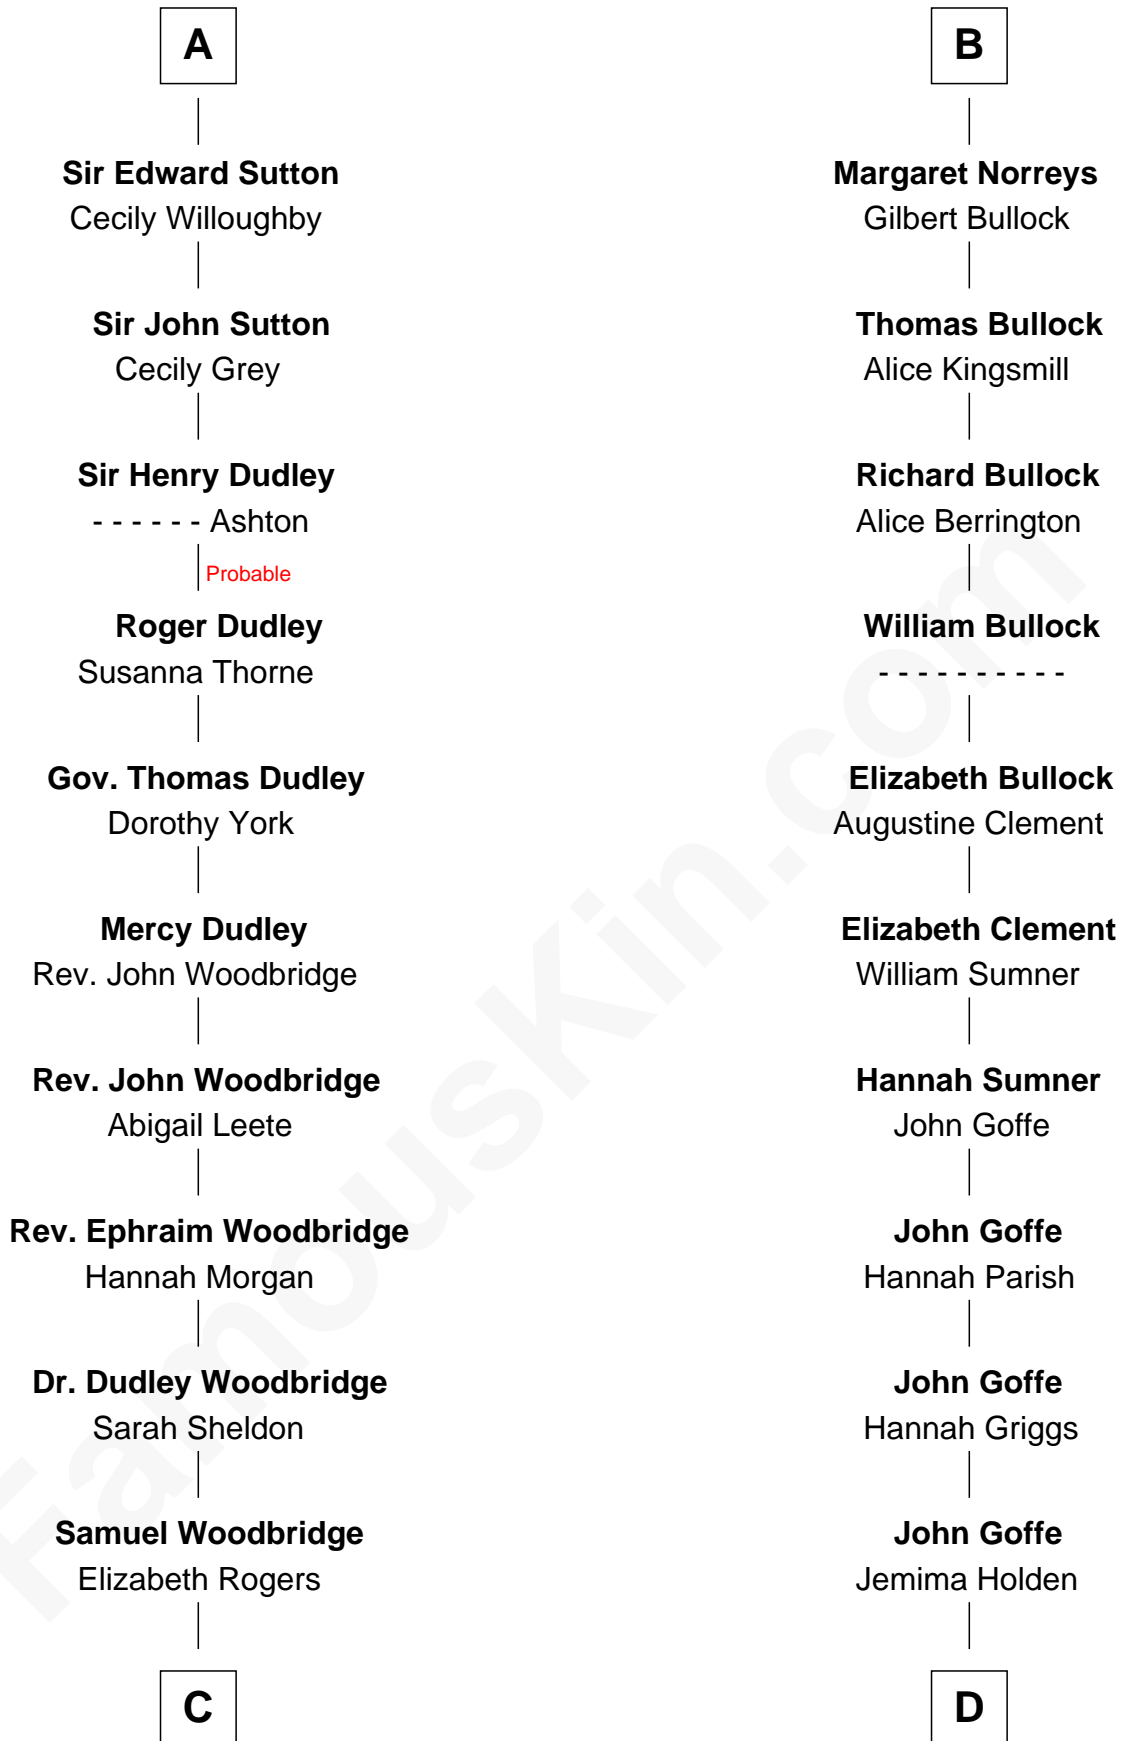 A
Sir Edward Sutton
Cecily Willoughby
Sir John Sutton
Cecily Grey
Sir Henry Dudley
- - - - - - Ashton
Probable
Roger Dudley
Susanna Thorne
Gov. Thomas Dudley
Dorothy York
Mercy Dudley
Rev. John Woodbridge
Rev. John Woodbridge
Abigail Leete
Rev. Ephraim Woodbridge
Hannah Morgan
Dr. Dudley Woodbridge
Sarah Sheldon
Samuel Woodbridge
Elizabeth Rogers
C
B
Margaret Norreys
Gilbert Bullock
Thomas Bullock
Alice Kingsmill
Richard Bullock
Alice Berrington
William Bullock
- - - - - - - - - -
Elizabeth Bullock
Augustine Clement
Elizabeth Clement
William Sumner
Hannah Sumner
John Goffe
John Goffe
Hannah Parish
John Goffe
Hannah Griggs
John Goffe
Jemima Holden
D
FamousKin.com